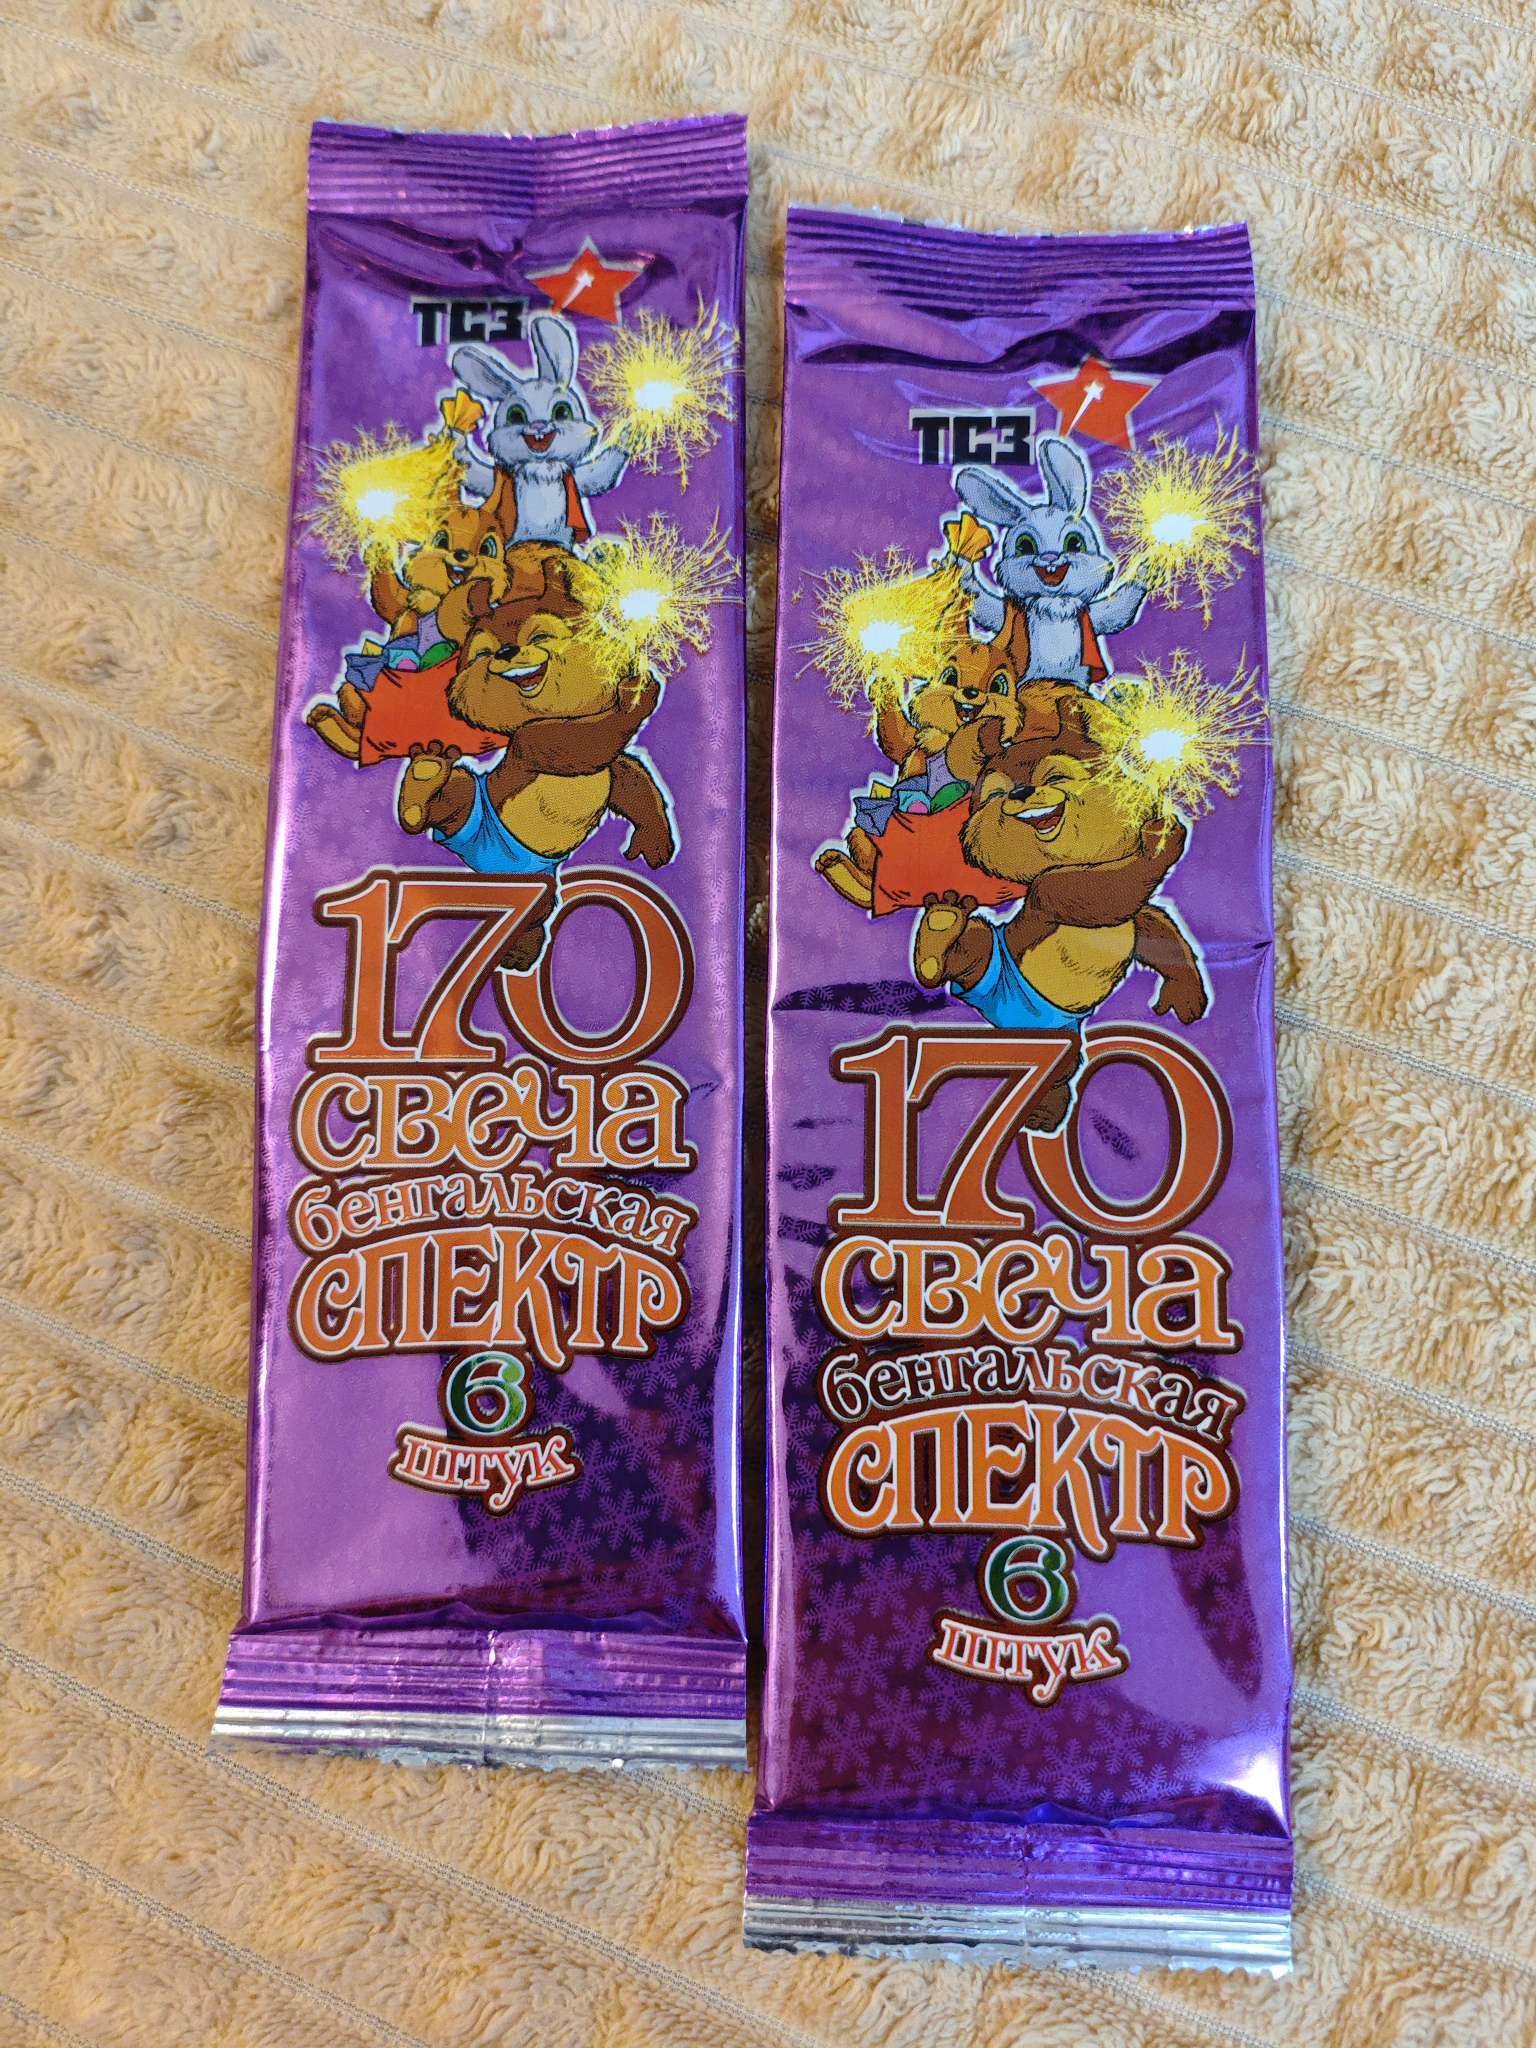 ТСЗ
170
свеча
бенгальская
СПЕКТР
6
штук
ТСЗ
170
свеча
бенгальская
СПЕКТР
6
штук